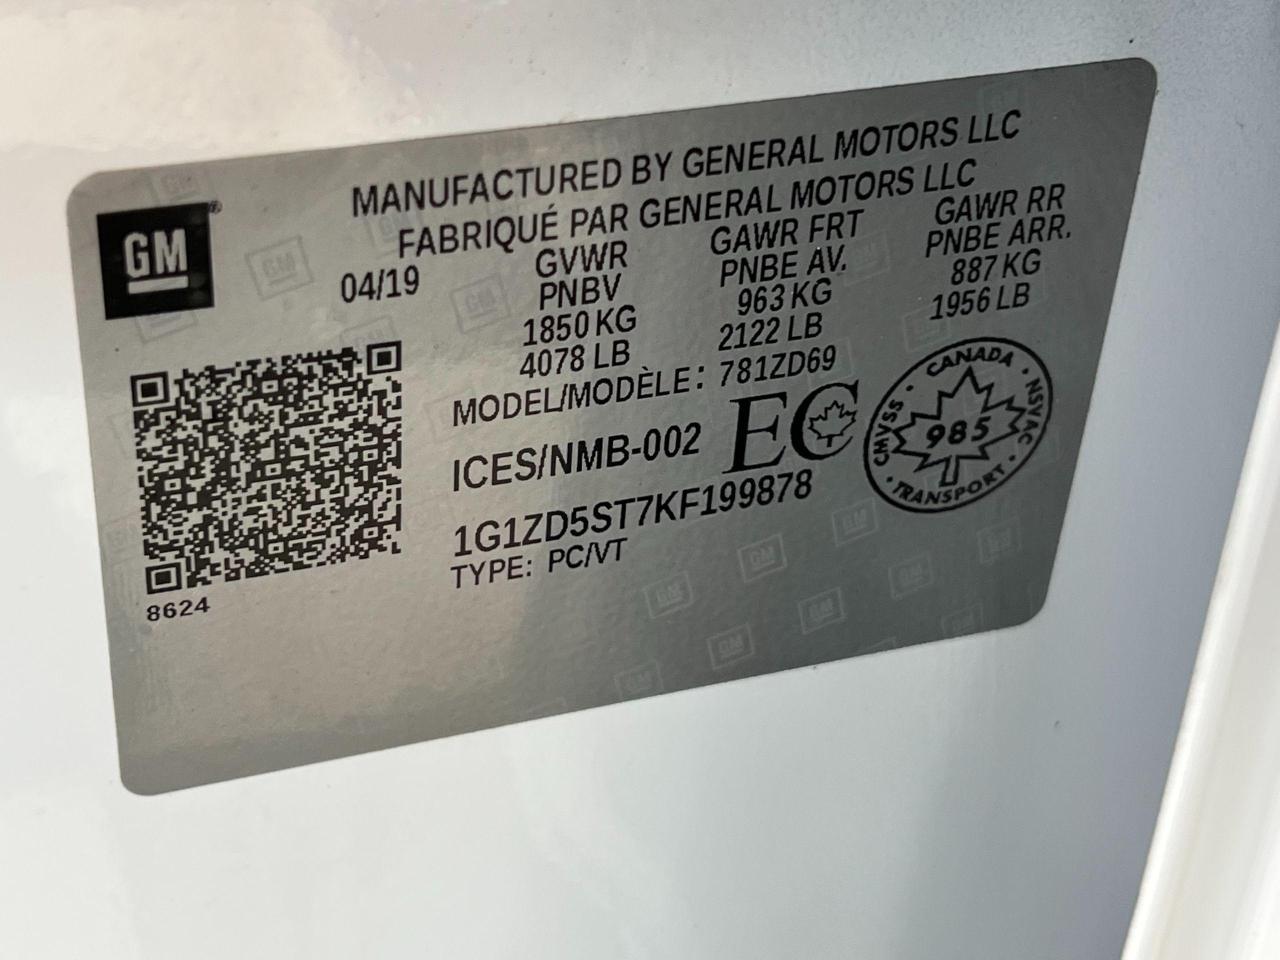 MANUFACTURED BY GENERAL MOTORS LLC
FABRIQUÉ PAR GENERAL MOTORS LLC
GM®
04/19
GVWR
PNBV
1850 KG
4078 LB
GAWR FRT
PNBE AV.
963 KG
2122 LB
GAWR RR
PNBE ARR.
887 KG
1956 LB
MODEL/MODÈLE: 781ZD69
ICES/NMB-002
EC
CANADA · NSVAC · TRANSPORT · CMVSS ·
985
1G1ZD5ST7KF199878
TYPE: PC/VT
8624